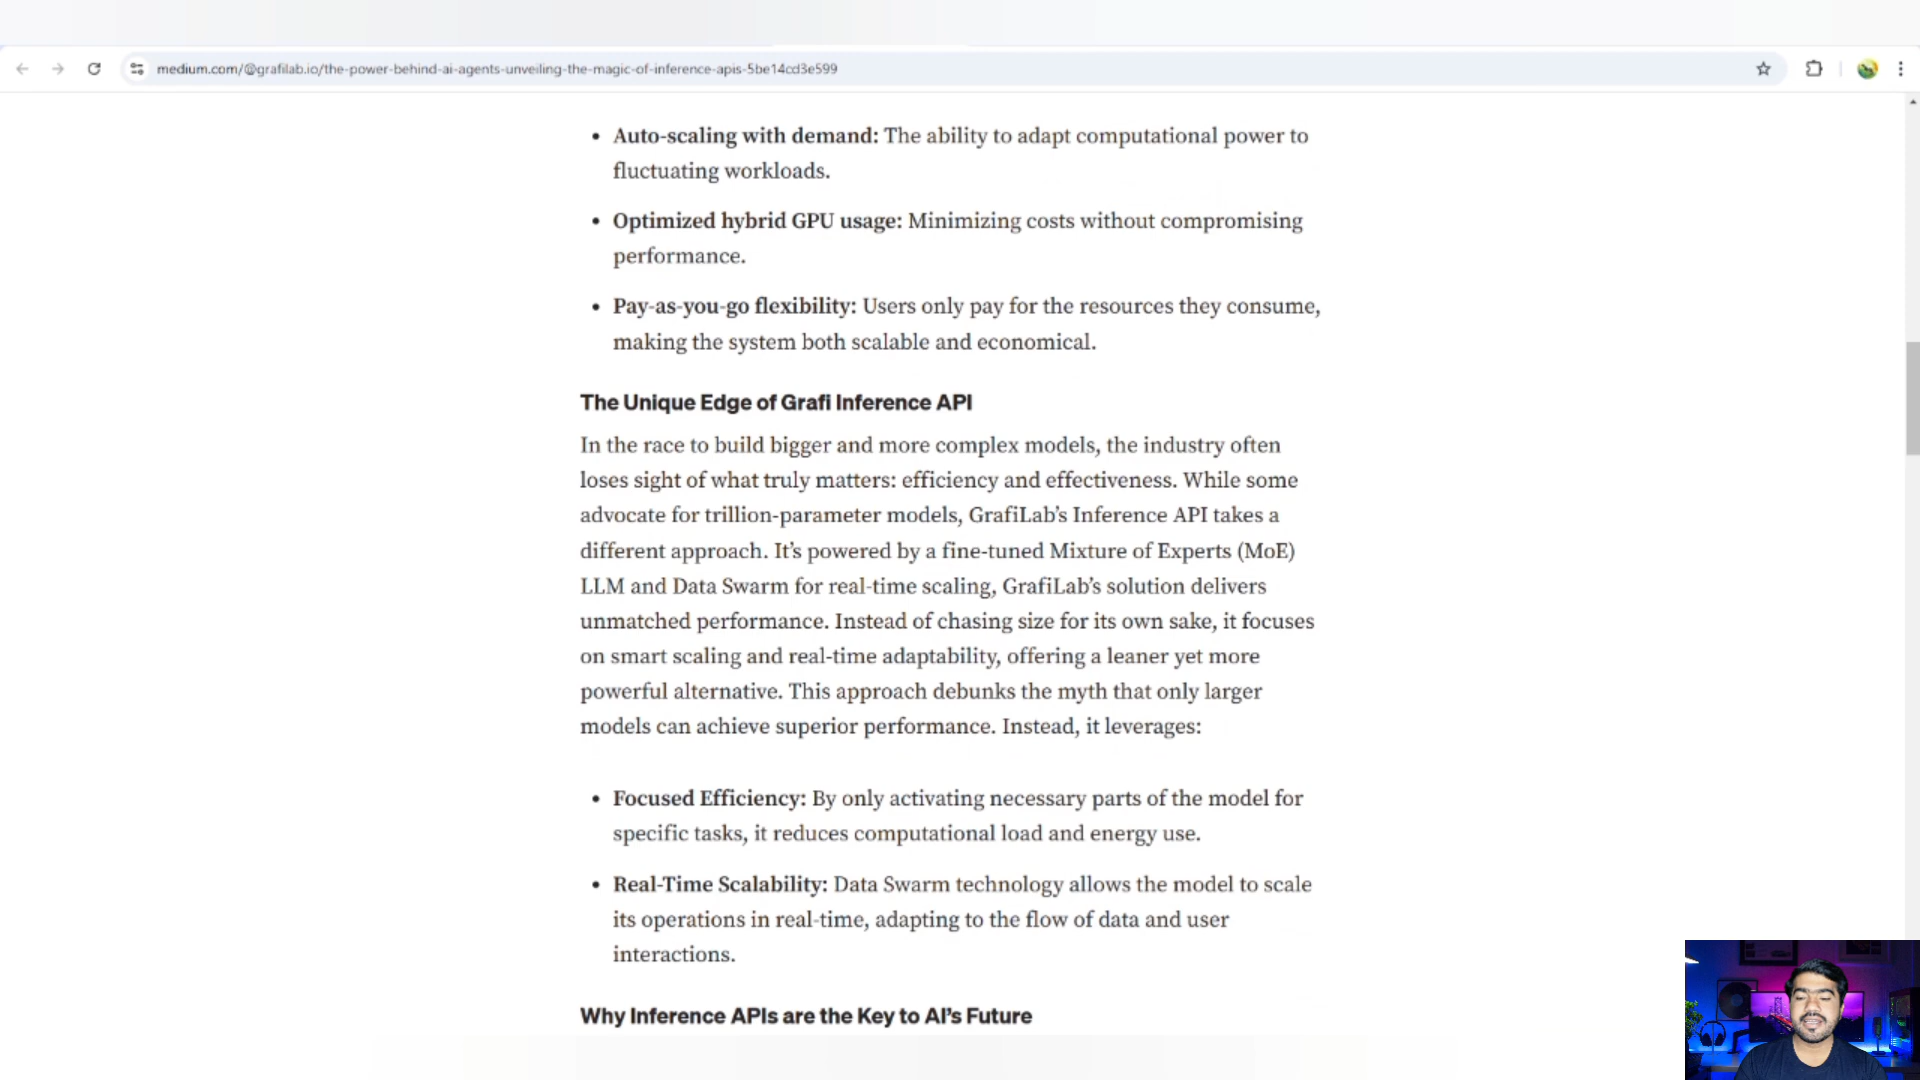 medium.com/@grafilab.io/the-power-behind-ai-agents-unveiling-the-magic-of-inference-apis-5be14cd3e599
• Auto-scaling with demand: The ability to adapt computational power to
fluctuating workloads.
• Optimized hybrid GPU usage: Minimizing costs without compromising
performance.
• Pay-as-you-go flexibility: Users only pay for the resources they consume,
making the system both scalable and economical.
The Unique Edge of Grafi Inference API
In the race to build bigger and more complex models, the industry often
loses sight of what truly matters: efficiency and effectiveness. While some
advocate for trillion-parameter models, GrafiLab’s Inference API takes a
different approach. It’s powered by a fine-tuned Mixture of Experts (MoE)
LLM and Data Swarm for real-time scaling, GrafiLab’s solution delivers
unmatched performance. Instead of chasing size for its own sake, it focuses
on smart scaling and real-time adaptability, offering a leaner yet more
powerful alternative. This approach debunks the myth that only larger
models can achieve superior performance. Instead, it leverages:
• Focused Efficiency: By only activating necessary parts of the model for
specific tasks, it reduces computational load and energy use.
• Real-Time Scalability: Data Swarm technology allows the model to scale
its operations in real-time, adapting to the flow of data and user
interactions.
Why Inference APIs are the Key to AI’s Future